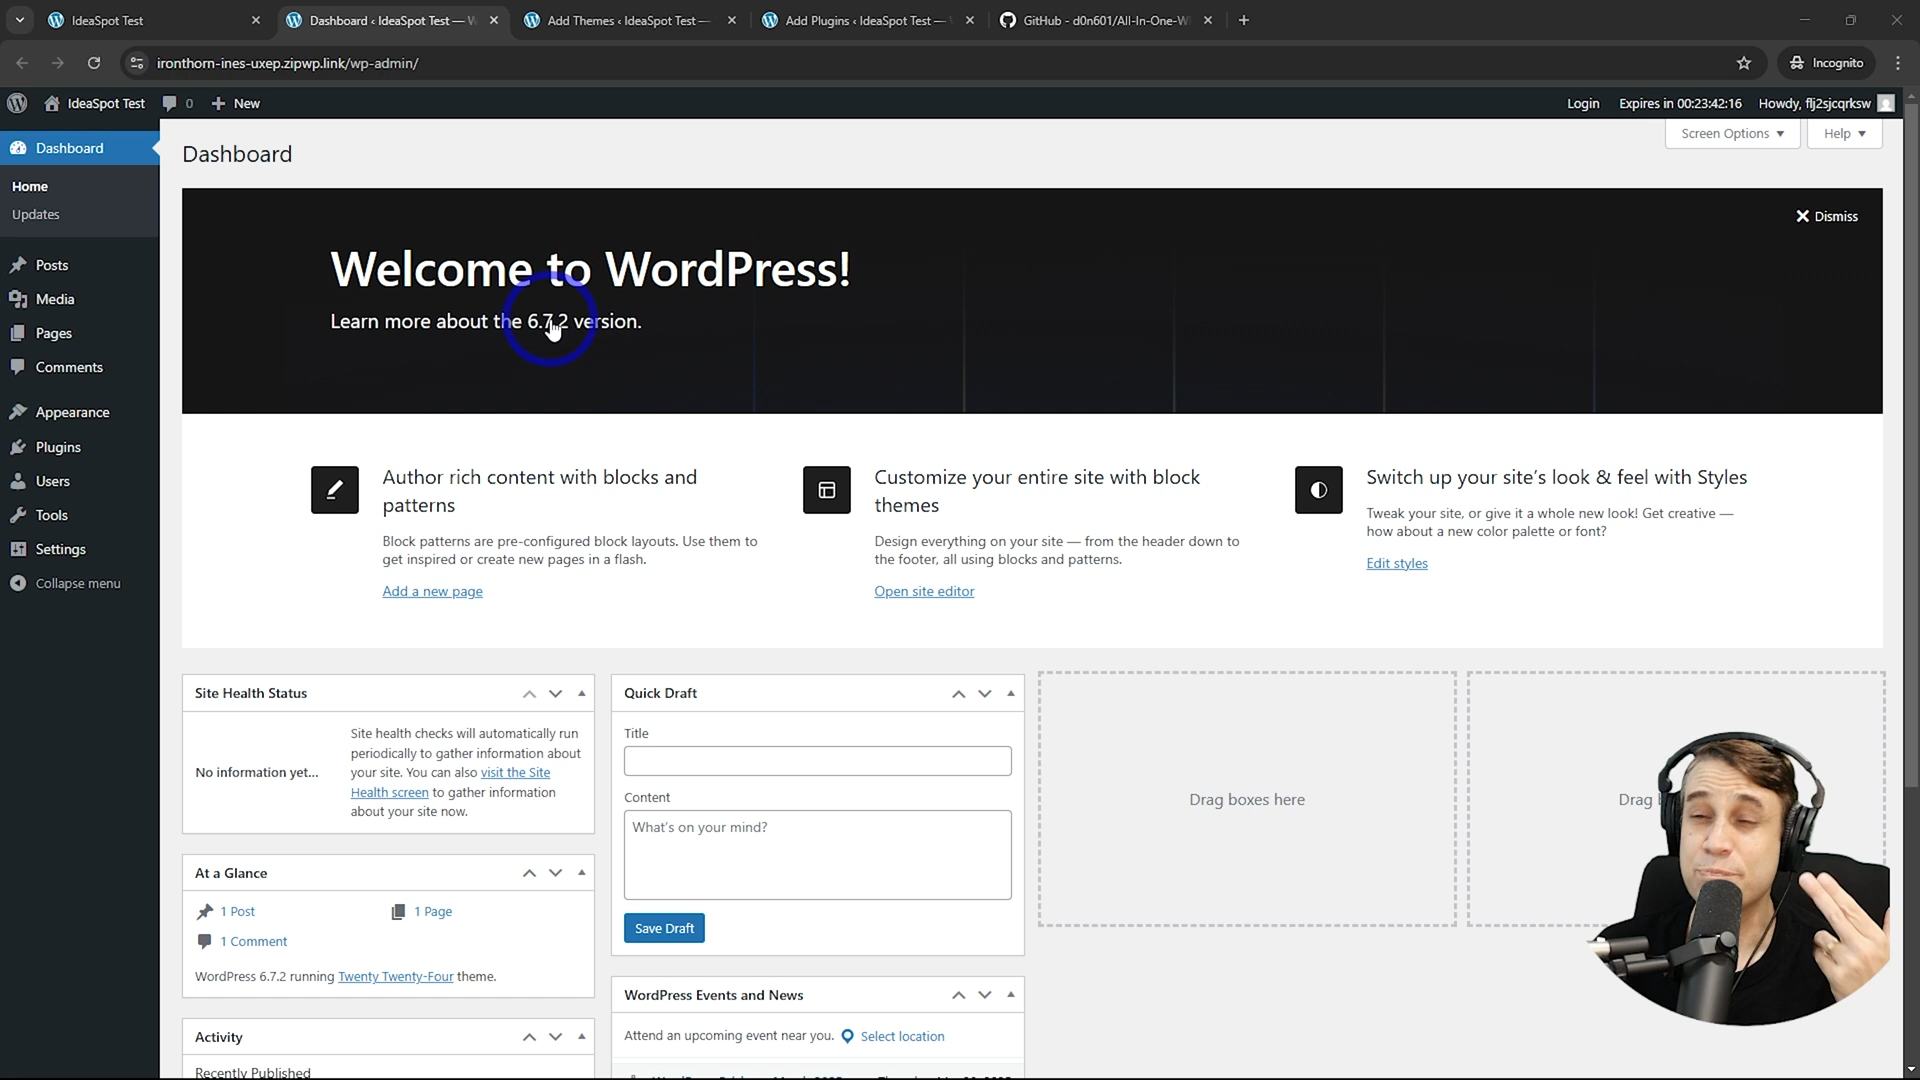 IdeaSpot Test
Dashboard ‹ IdeaSpot Test — W
Add Themes ‹ IdeaSpot Test —
Add Plugins ‹ IdeaSpot Test —
GitHub - d0n601/All-In-One-W
ironthorn-ines-uxep.zipwp.link/wp-admin/
Incognito
IdeaSpot Test
0
New
Login
Expires in 00:23:42:16
Howdy, flj2sjcqrksw
Dashboard
Home
Updates
Posts
Media
Pages
Comments
Appearance
Plugins
Users
Tools
Settings
Collapse menu
Screen Options
Help
Dashboard
Dismiss
Welcome to WordPress!
Learn more about the 6.7.2 version.
Author rich content with blocks and
patterns
Block patterns are pre-configured block layouts. Use them to
get inspired or create new pages in a flash.
Add a new page
Customize your entire site with block
themes
Design everything on your site — from the header down to
the footer, all using blocks and patterns.
Open site editor
Switch up your site's look & feel with Styles
Tweak your site, or give it a whole new look! Get creative —
how about a new color palette or font?
Edit styles
Site Health Status
No information yet...
Site health checks will automatically run
periodically to gather information about
your site. You can also visit the Site
Health screen to gather information
about your site now.
At a Glance
1 Post
1 Page
1 Comment
WordPress 6.7.2 running Twenty Twenty-Four theme.
Activity
Recently Published
Quick Draft
Title
Content
What's on your mind?
Save Draft
WordPress Events and News
Attend an upcoming event near you.
Select location
Drag boxes here
Drag